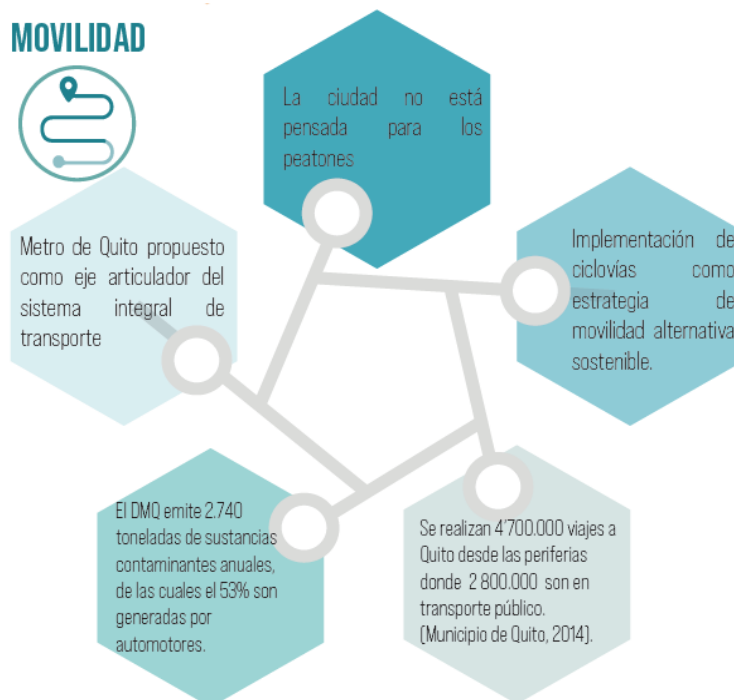 MOVILIDAD
La ciudad no está
pensada para los
peatones
Metro de Quito propuesto
como eje articulador del
sistema integral de
transporte
Implementación de
ciclovías como
estrategia de
movilidad alternativa
sostenible.
El DMQ emite 2.740
toneladas de sustancias
contaminantes anuales,
de las cuales el 53% son
generadas por
automotores.
Se realizan 4'700.000 viajes a
Quito desde las periferias
donde 2 800.000 son en
transporte público.
(Municipio de Quito, 2014).